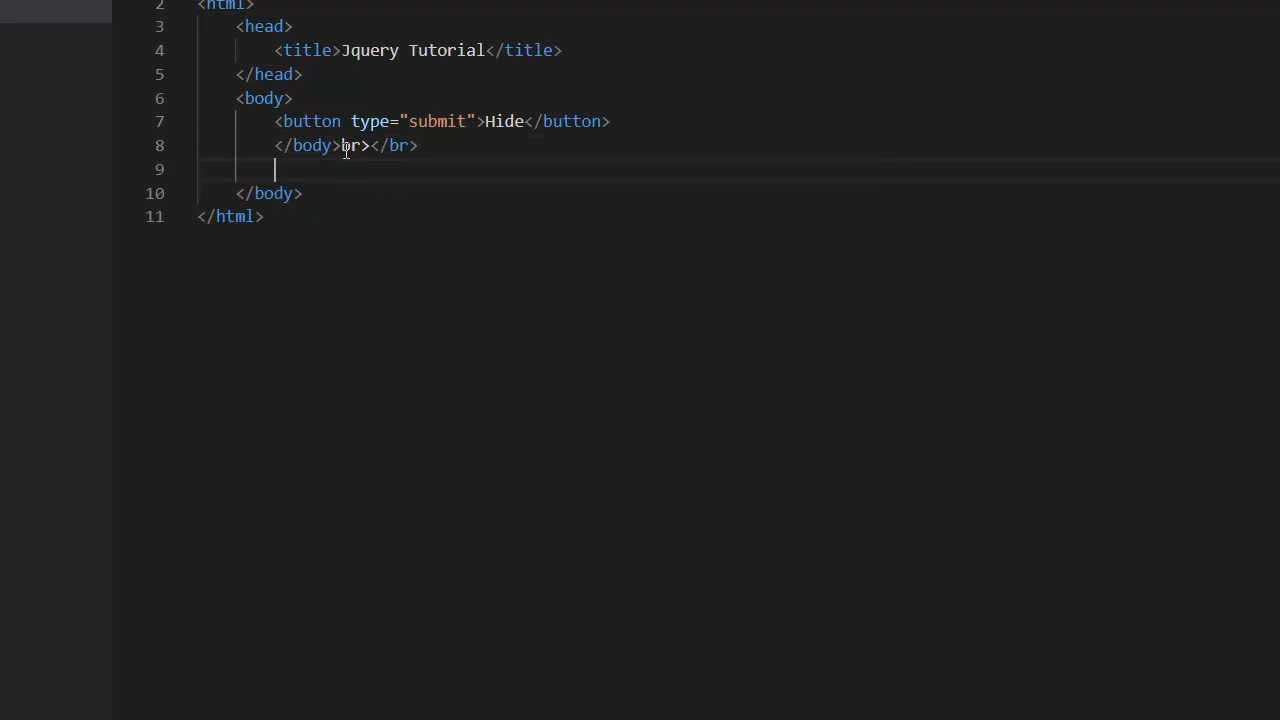 2 <html>
3 <head>
4 <title>Jquery Tutorial</title>
5 </head>
6 <body>
7 <button type="submit">Hide</button>
8 </body>br></br>
9
10 </body>
11 </html>